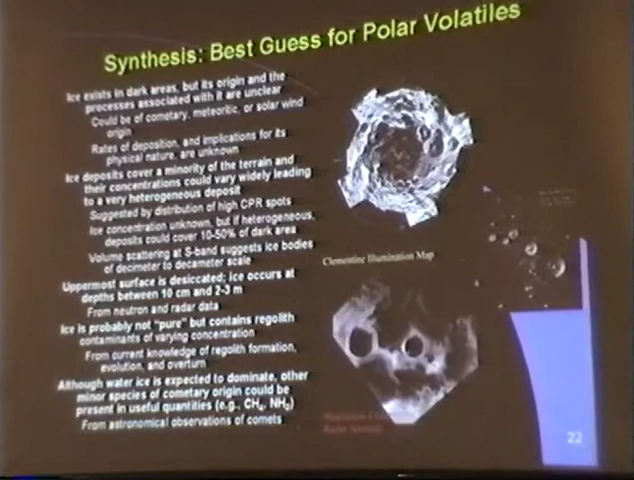 Synthesis: Best Guess for Polar Volatiles
Ice exists in dark areas, but its origin and the
processes associated with it are unclear
Could be of cometary, meteoritic, or solar wind
origin
Rates of deposition, and implications for its
physical nature, are unknown
Ice deposits cover a minority of the terrain and
their concentrations could vary widely leading
to a very heterogeneous deposit
Suggested by distribution of high CPR spots
Ice concentration unknown, but if heterogeneous,
deposits could cover 10-50% of dark area
Volume scattering at S-band suggests ice bodies
of decimeter to decameter scale
Uppermost surface is desiccated; ice occurs at
depths between 10 cm and 2-3 m
From neutron and radar data
Ice is probably not "pure" but contains regolith
contaminants of varying concentration
From current knowledge of regolith formation,
evolution, and overturn
Although water ice is expected to dominate, other
minor species of cometary origin could be
present in useful quantities (e.g., CH4, NH3)
From astronomical observations of comets
Clementine Illumination Map
22